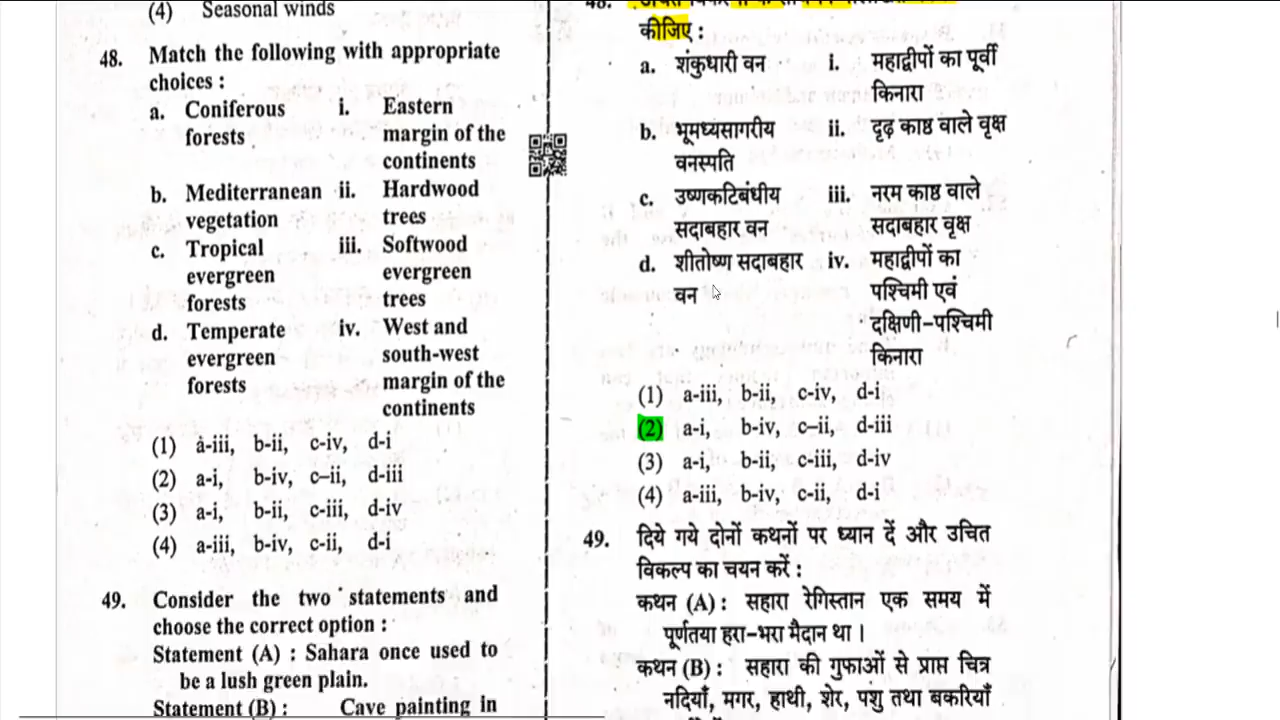 (4) Seasonal winds
48. Match the following with appropriate
choices :
a. Coniferous i. Eastern
forests margin of the
continents
b. Mediterranean ii. Hardwood
vegetation trees
c. Tropical iii. Softwood
evergreen evergreen
forests trees
d. Temperate iv. West and
evergreen south-west
forests margin of the
continents
(1) a-iii, b-ii, c-iv, d-i
(2) a-i, b-iv, c-ii, d-iii
(3) a-i, b-ii, c-iii, d-iv
(4) a-iii, b-iv, c-ii, d-i
49. Consider the two statements and
choose the correct option :
Statement (A) : Sahara once used to
be a lush green plain.
Statement (B) : Cave painting in
48.
कीजिए :
a. शंकुधारी वन i. महाद्वीपों का पूर्वी
किनारा
b. भूमध्यसागरीय ii. दृढ़ काष्ठ वाले वृक्ष
वनस्पति
c. उष्णकटिबंधीय iii. नरम काष्ठ वाले
सदाबहार वन सदाबहार वृक्ष
d. शीतोष्ण सदाबहार iv. महाद्वीपों का
वन पश्चिमी एवं
दक्षिणी-पश्चिमी
किनारा
(1) a-iii, b-ii, c-iv, d-i
(2) a-i, b-iv, c-ii, d-iii
(3) a-i, b-ii, c-iii, d-iv
(4) a-iii, b-iv, c-ii, d-i
49. दिये गये दोनों कथनों पर ध्यान दें और उचित
विकल्प का चयन करें :
कथन (A) : सहारा रेगिस्तान एक समय में
पूर्णतया हरा-भरा मैदान था ।
कथन (B) : सहारा की गुफाओं से प्राप्त चित्र
नदियाँ, मगर, हाथी, शेर, पशु तथा बकरियाँ